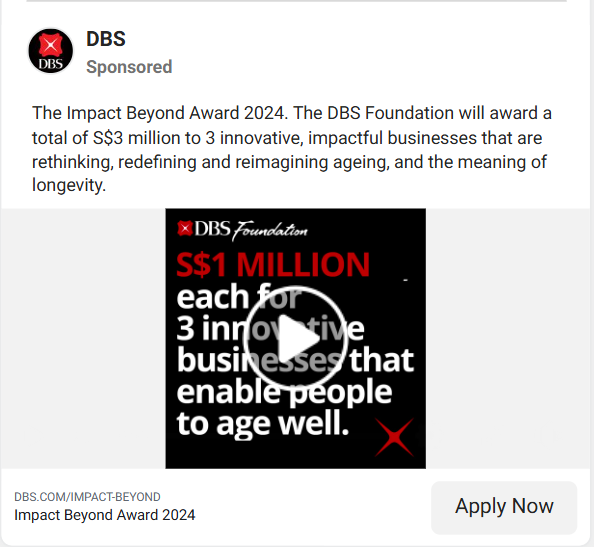 DBS
DBS
Sponsored
The Impact Beyond Award 2024. The DBS Foundation will award a
total of S$3 million to 3 innovative, impactful businesses that are
rethinking, redefining and reimagining ageing, and the meaning of
longevity.
DBS Foundation
S$1 MILLION
each for
3 innovative
businesses that
enable people
to age well.
DBS.COM/IMPACT-BEYOND
Impact Beyond Award 2024
Apply Now